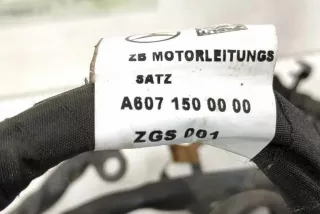 ZB MOTORLEITUNGS
SATZ
A607 150 00 00
ZGS 001